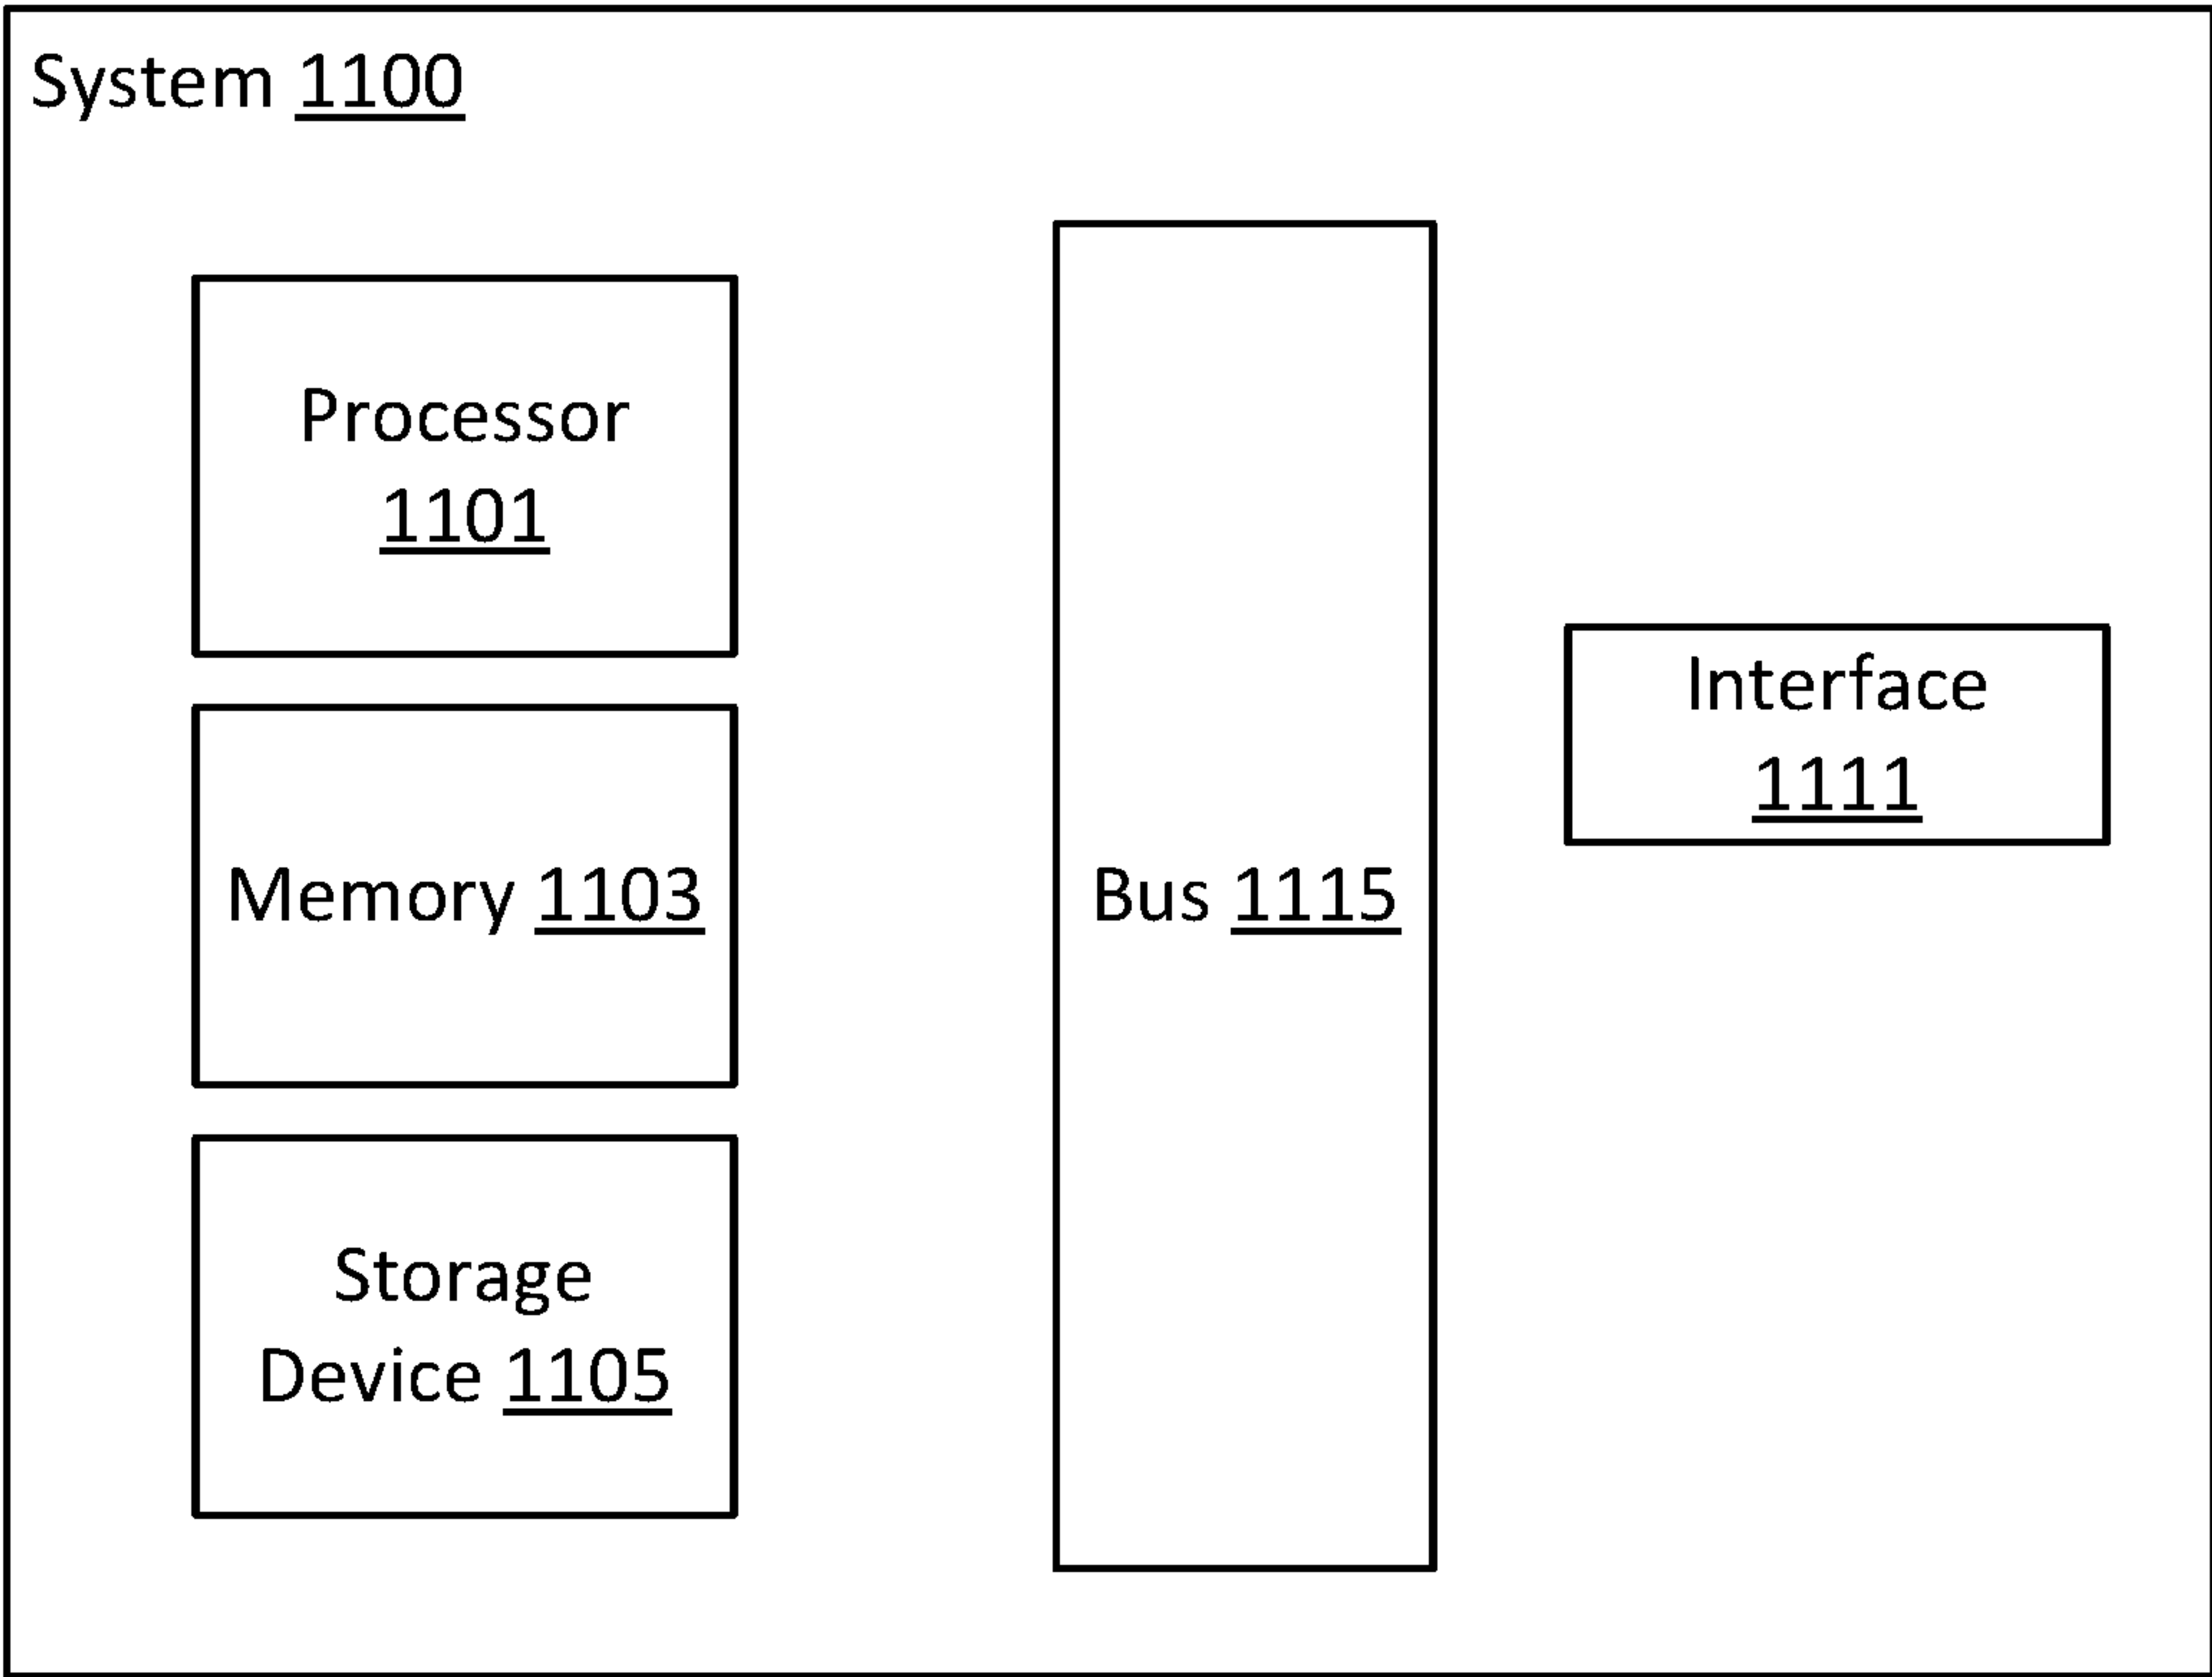 System 1100
Processor
1101
Memory 1103
Storage
Device 1105
Bus 1115
Interface
1111